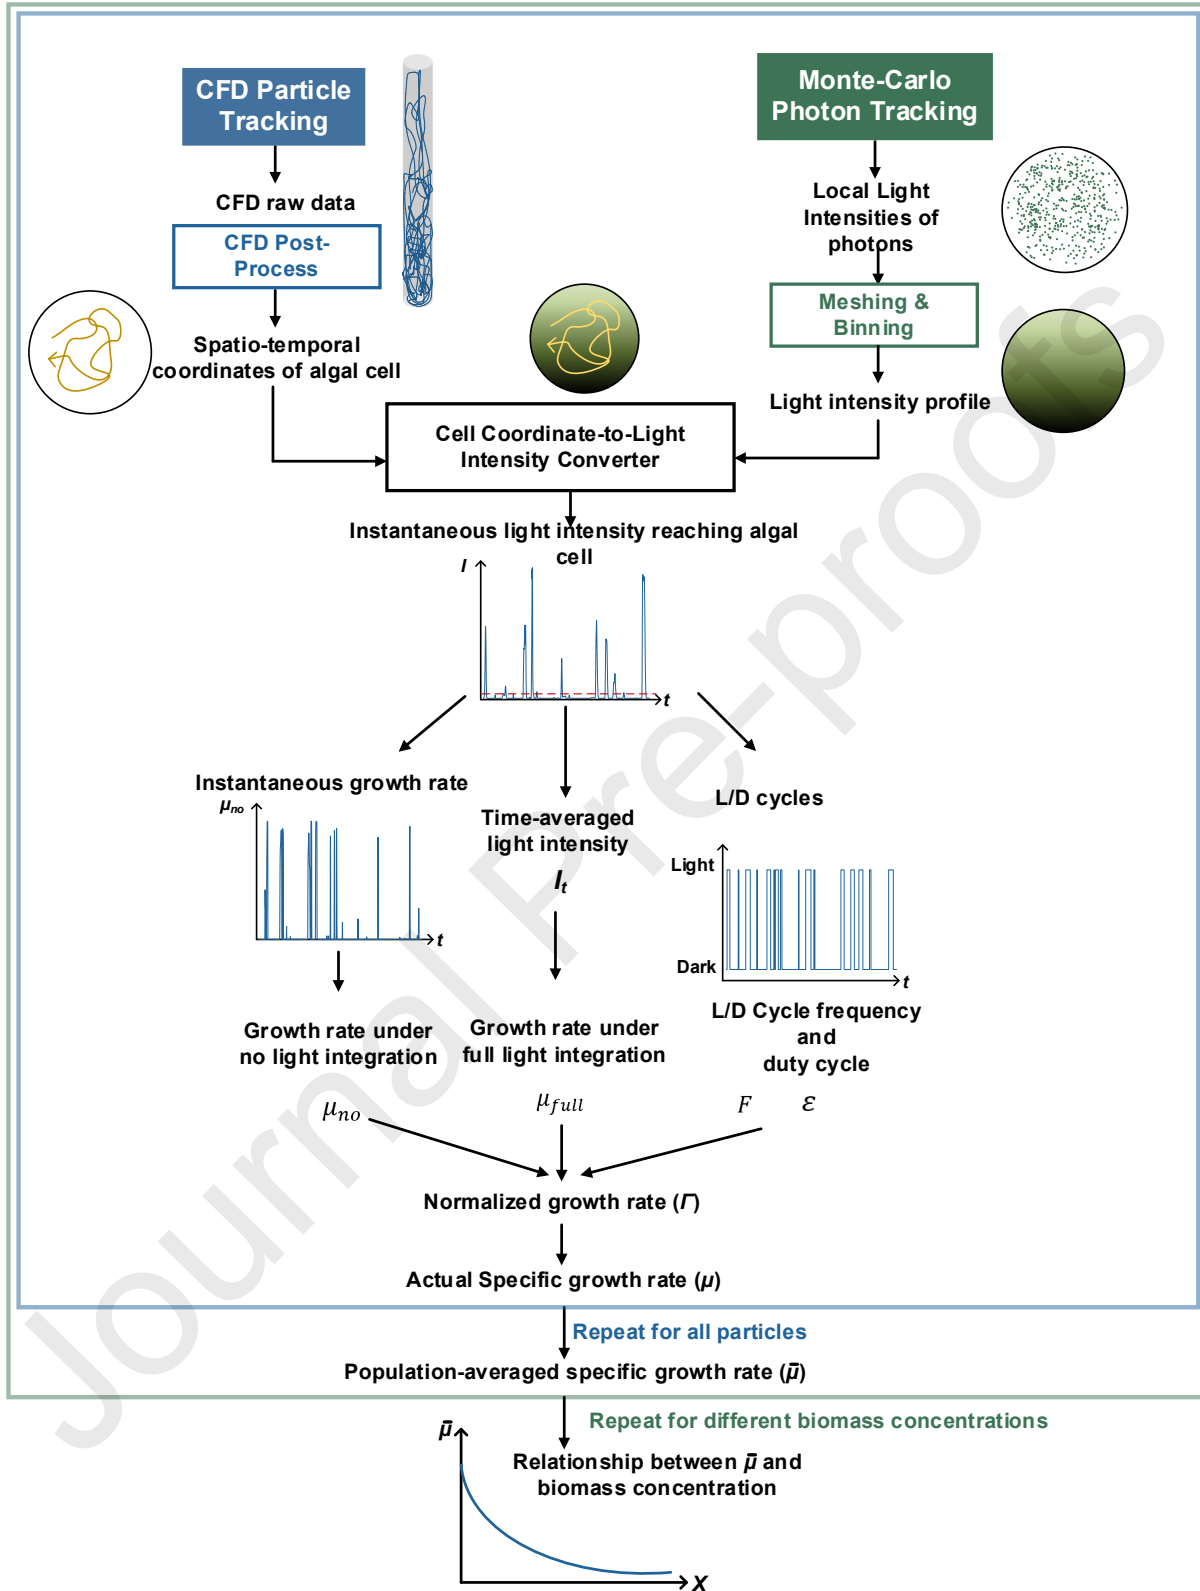 CFD Particle
Tracking
Monte-Carlo
Photon Tracking
CFD raw data
Local Light
Intensities of
photons
CFD Post-
Process
Meshing &
Binning
Spatio-temporal
coordinates of algal cell
Light intensity profile
Cell Coordinate-to-Light
Intensity Converter
Instantaneous light intensity reaching algal
cell
I
t
Instantaneous growth rate
μno
t
Time-averaged
light intensity
It
L/D cycles
Light
Dark
t
Growth rate under
no light integration
Growth rate under
full light integration
L/D Cycle frequency
and
duty cycle
μno
μfull
F ε
Normalized growth rate (Γ)
Actual Specific growth rate (μ)
Repeat for all particles
Population-averaged specific growth rate (μ̄)
Repeat for different biomass concentrations
μ̄
Relationship between μ̄ and
biomass concentration
X
Journal Pre-proofs